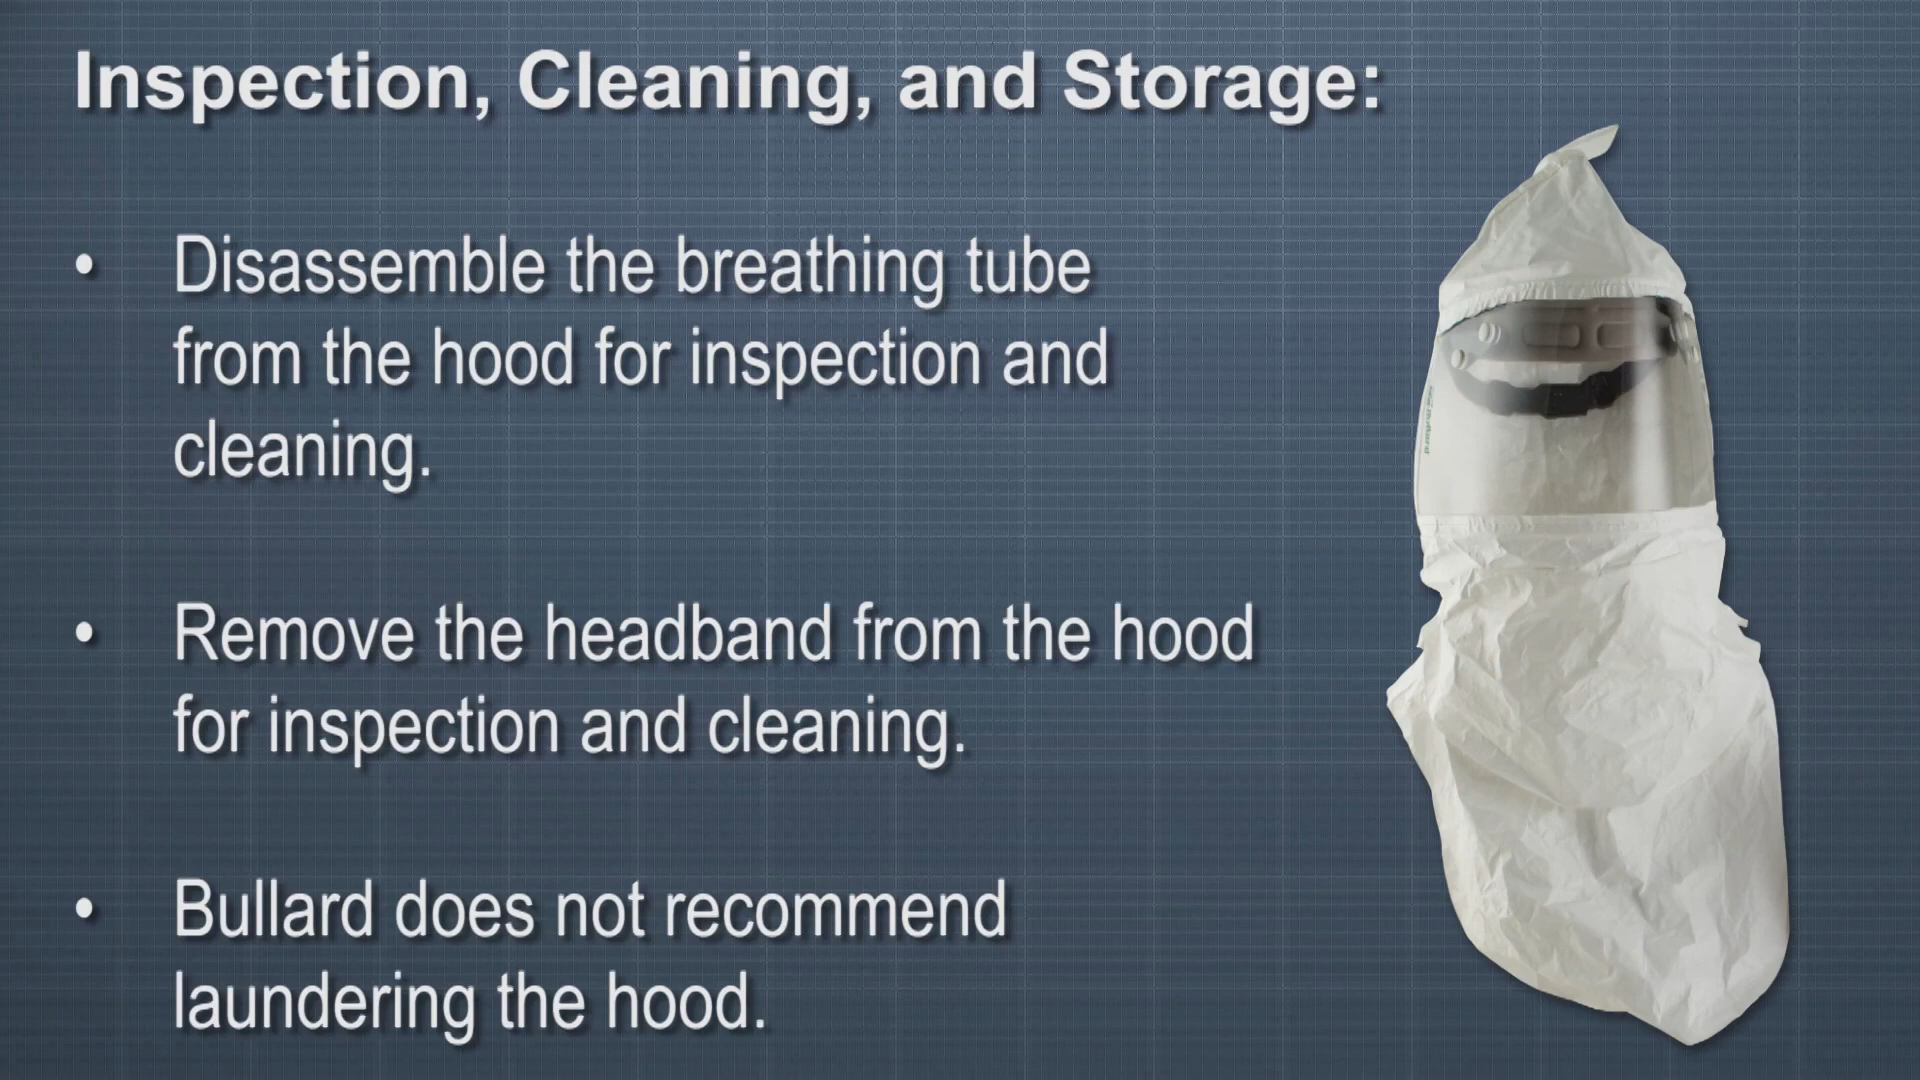 Inspection, Cleaning, and Storage:
• Disassemble the breathing tube
from the hood for inspection and
cleaning.
• Remove the headband from the hood
for inspection and cleaning.
• Bullard does not recommend
laundering the hood.